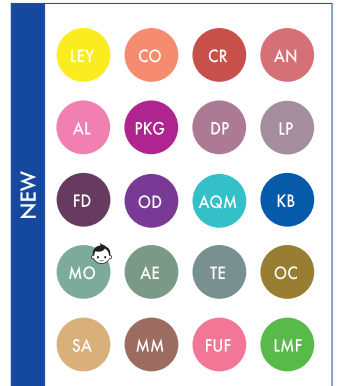 NEW
LEY CO CR AN
AL PKG DP LP
FD OD AQM KB
MO AE TE OC
SA MM FUF LMF